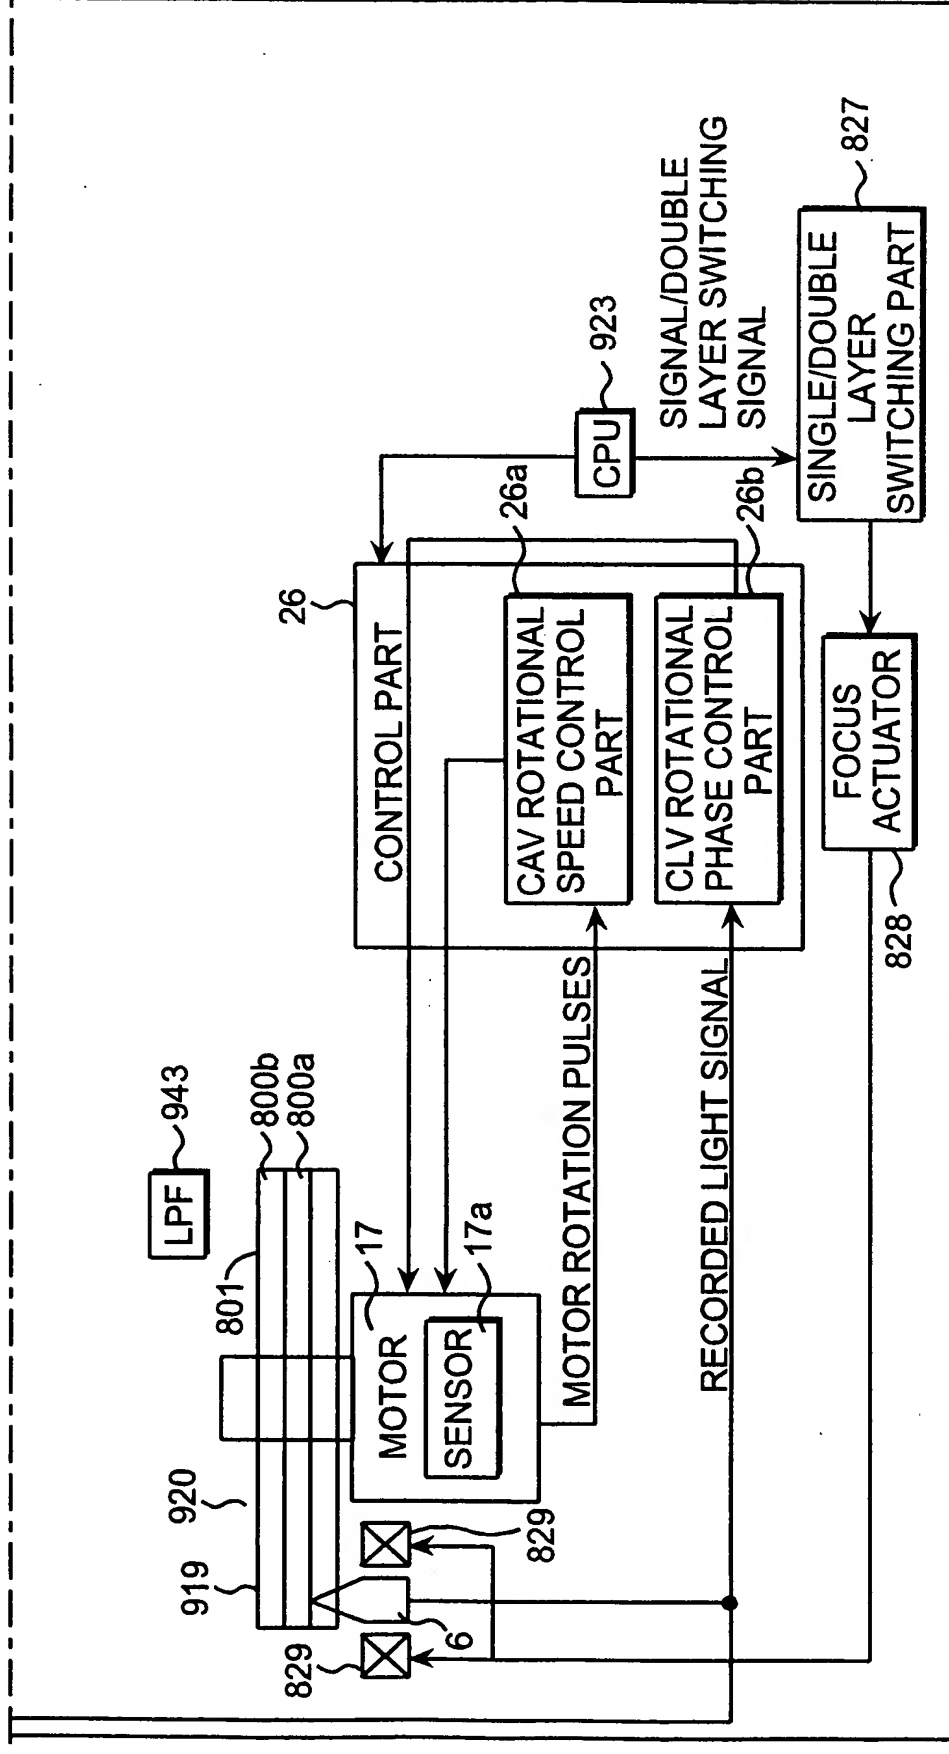 LPF
943
800b
800a
801
920
919
829
829
6
MOTOR
17
SENSOR
17a
26
CONTROL PART
CAV ROTATIONAL
SPEED CONTROL
PART
26a
CLV ROTATIONAL
PHASE CONTROL
PART
26b
MOTOR ROTATION PULSES
RECORDED LIGHT SIGNAL
CPU
923
SIGNAL/DOUBLE
LAYER SWITCHING
SIGNAL
SINGLE/DOUBLE
LAYER
SWITCHING PART
827
FOCUS
ACTUATOR
828